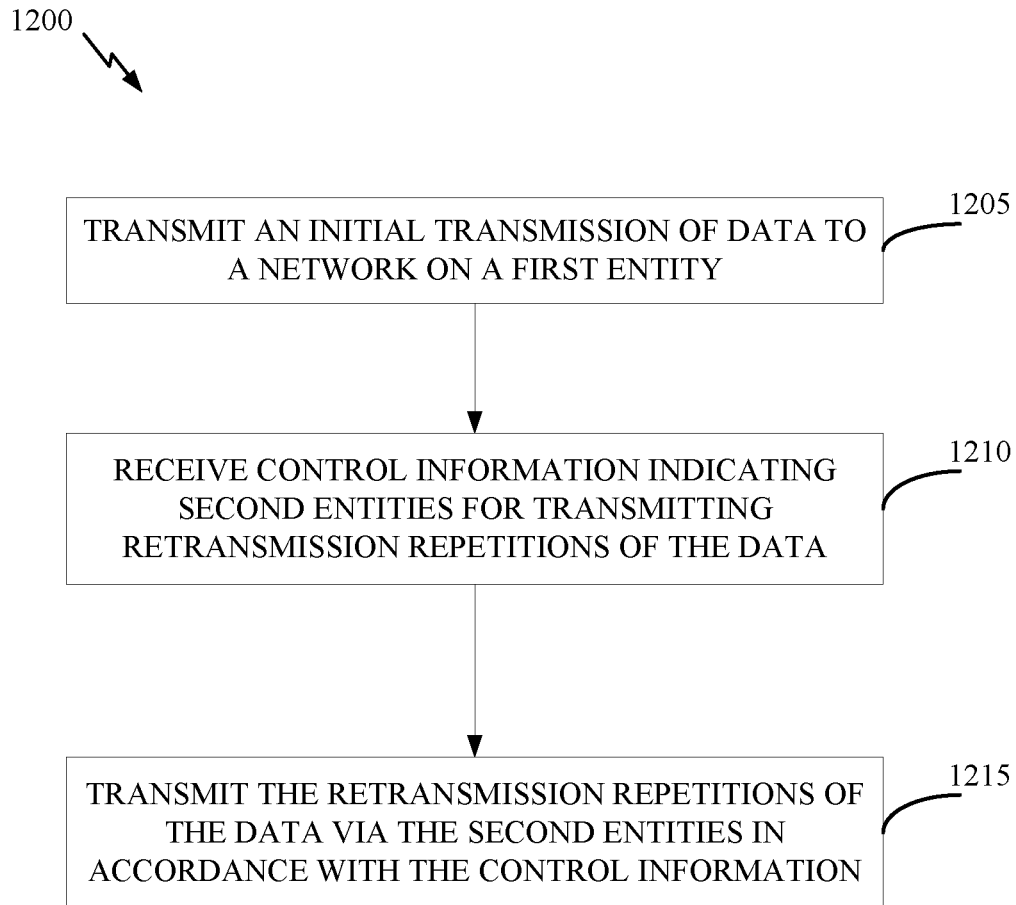 1200
1205
TRANSMIT AN INITIAL TRANSMISSION OF DATA TO
A NETWORK ON A FIRST ENTITY
1210
RECEIVE CONTROL INFORMATION INDICATING
SECOND ENTITIES FOR TRANSMITTING
RETRANSMISSION REPETITIONS OF THE DATA
1215
TRANSMIT THE RETRANSMISSION REPETITIONS OF
THE DATA VIA THE SECOND ENTITIES IN
ACCORDANCE WITH THE CONTROL INFORMATION